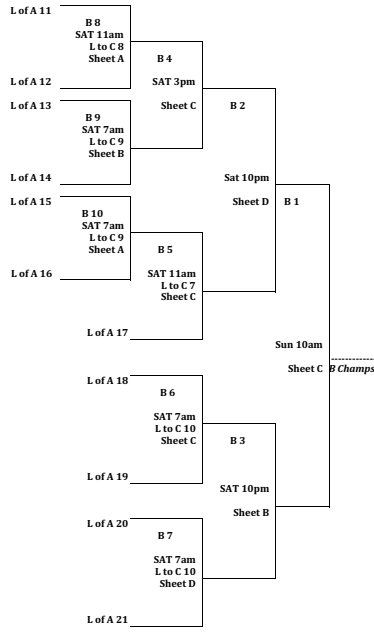 L of A 11
B 8
SAT 11am
L to C 8
Sheet A
L of A 12
B 4
SAT 3pm
Sheet C
L of A 13
B 9
SAT 7am
L to C 9
Sheet B
L of A 14
B 2
Sat 10pm
Sheet D
L of A 15
B 10
SAT 7am
L to C 9
Sheet A
L of A 16
B 5
SAT 11am
L to C 7
Sheet C
L of A 17
B 1
Sun 10am
Sheet C
B Champs
L of A 18
B 6
SAT 7am
L to C 10
Sheet C
L of A 19
B 3
SAT 10pm
Sheet B
L of A 20
B 7
SAT 7am
L to C 10
Sheet D
L of A 21